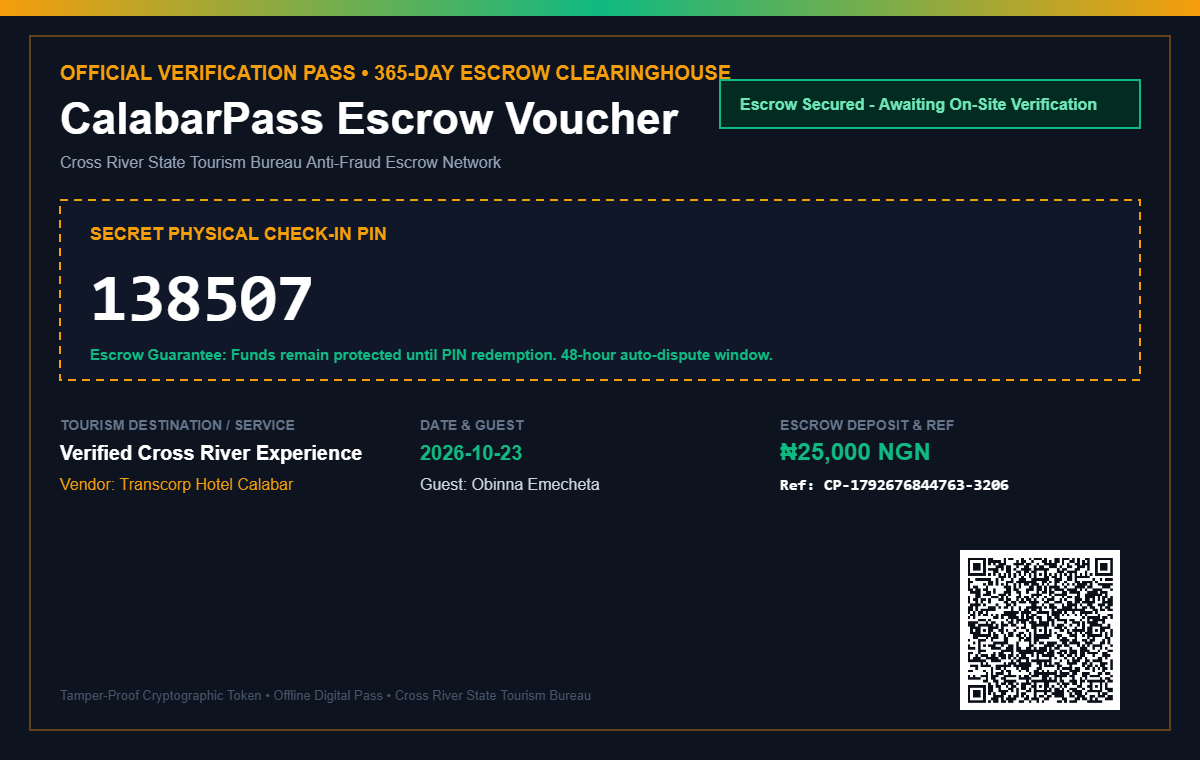 OFFICIAL VERIFICATION PASS • 365-DAY ESCROW CLEARINGHOUSE
CalabarPass Escrow Voucher
Escrow Secured - Awaiting On-Site Verification
Cross River State Tourism Bureau Anti-Fraud Escrow Network
SECRET PHYSICAL CHECK-IN PIN
138507
Escrow Guarantee: Funds remain protected until PIN redemption. 48-hour auto-dispute window.
TOURISM DESTINATION / SERVICE
Verified Cross River Experience
Vendor: Transcorp Hotel Calabar
DATE & GUEST
2026-10-23
Guest: Obinna Emecheta
ESCROW DEPOSIT & REF
₦25,000 NGN
Ref: CP-1792676844763-3206
Tamper-Proof Cryptographic Token • Offline Digital Pass • Cross River State Tourism Bureau